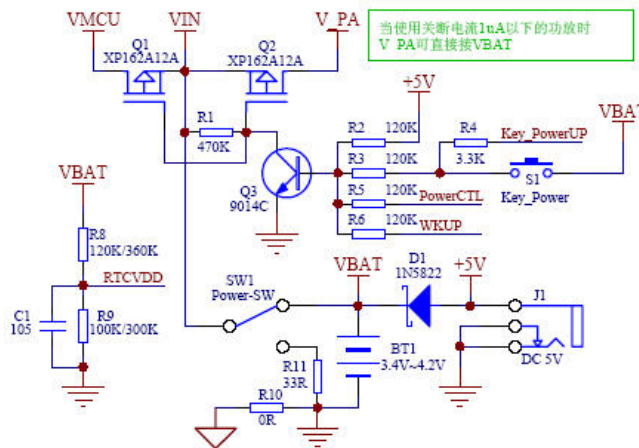 VMCU
VIN
V_PA
当使用关断电流1uA以下的功放时
V PA可直接接VBAT
Q1
XP162A12A
Q2
XP162A12A
+5V
VBAT
R1
470K
R2
120K
R4
Key_PowerUP
R3
120K
3.3K
S1
Key_Power
Q3
9014C
R5
120K
PowerCTL
R6
120K
WKUP
VBAT
R8
120K/360K
RTCVDD
C1
105
R9
100K/300K
SW1
Power-SW
VBAT
D1
1N5822
+5V
J1
BT1
3.4V~4.2V
DC 5V
R11
33R
R10
0R